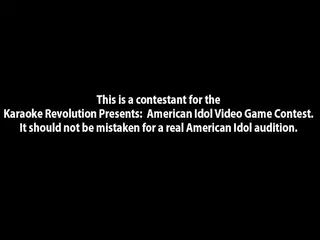 This is a contestant for the
Karaoke Revolution Presents:  American Idol Video Game Contest.
It should not be mistaken for a real American Idol audition.